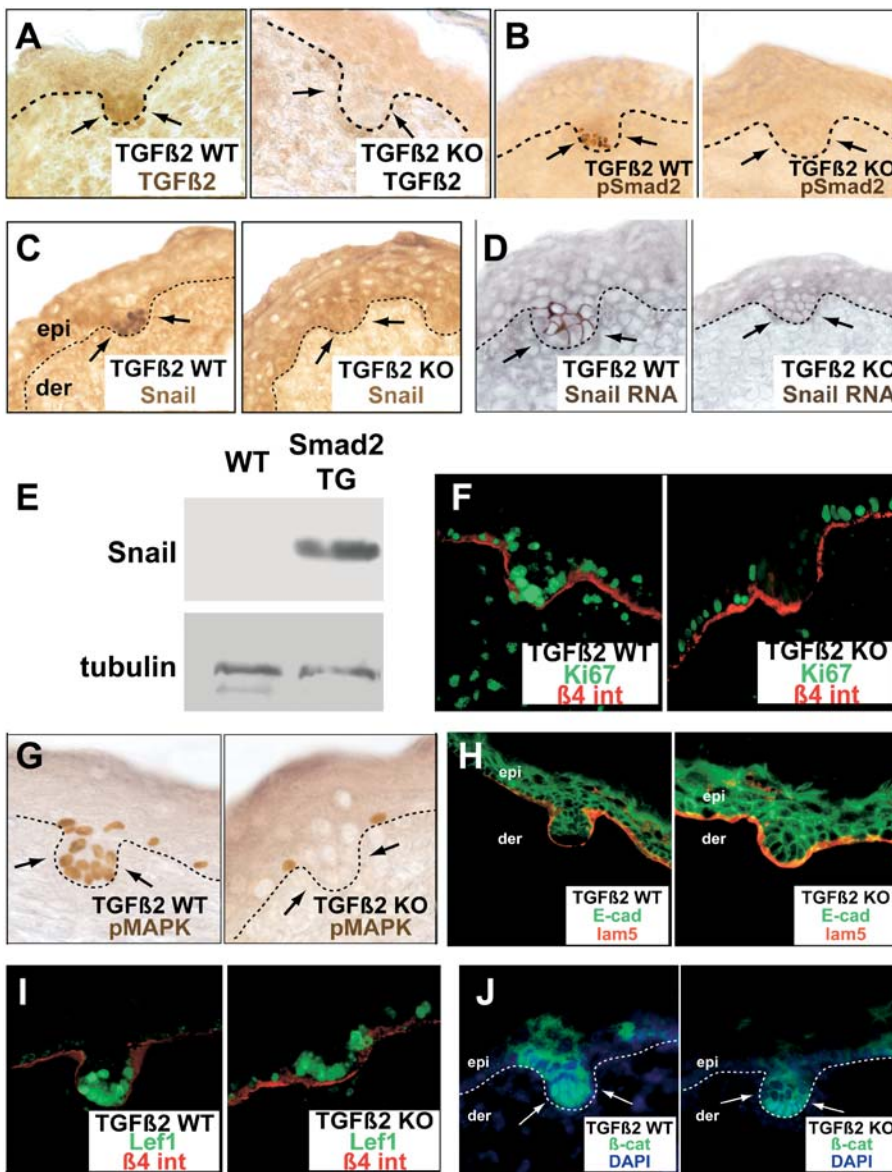 A
TGFß2 WT
TGFß2
TGFß2 KO
TGFß2
B
TGFß2 WT
pSmad2
TGFß2 KO
pSmad2
C
epi
der
TGFß2 WT
Snail
TGFß2 KO
Snail
D
TGFß2 WT
Snail RNA
TGFß2 KO
Snail RNA
E
WT
Smad2
TG
Snail
tubulin
F
TGFß2 WT
Ki67
ß4 int
TGFß2 KO
Ki67
ß4 int
G
TGFß2 WT
pMAPK
TGFß2 KO
pMAPK
H
epi
der
TGFß2 WT
E-cad
lam5
epi
der
TGFß2 KO
E-cad
lam5
I
TGFß2 WT
Lef1
ß4 int
TGFß2 KO
Lef1
ß4 int
J
epi
der
TGFß2 WT
ß-cat
DAPI
epi
der
TGFß2 KO
ß-cat
DAPI